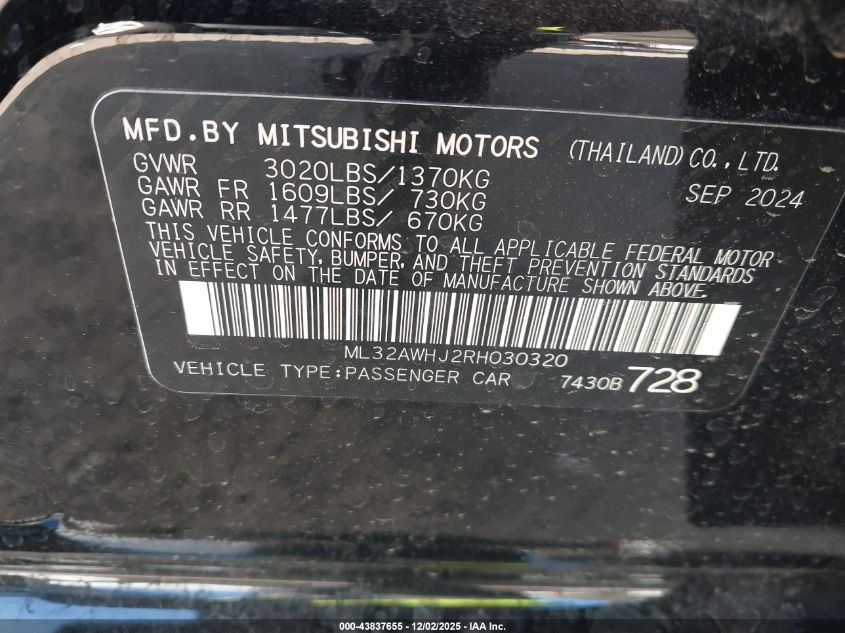 MFD.BY MITSUBISHI MOTORS (THAILAND)CO.,LTD.
GVWR 3020LBS/1370KG SEP 2024
GAWR FR 1609LBS/ 730KG
GAWR RR 1477LBS/ 670KG
THIS VEHICLE CONFORMS TO ALL APPLICABLE FEDERAL MOTOR
VEHICLE SAFETY, BUMPER, AND THEFT PREVENTION STANDARDS
IN EFFECT ON THE DATE OF MANUFACTURE SHOWN ABOVE.
ML32AWHJ2RH030320
VEHICLE TYPE:PASSENGER CAR 7430B 728
000-43837655 - 12/02/2025 - IAA Inc.